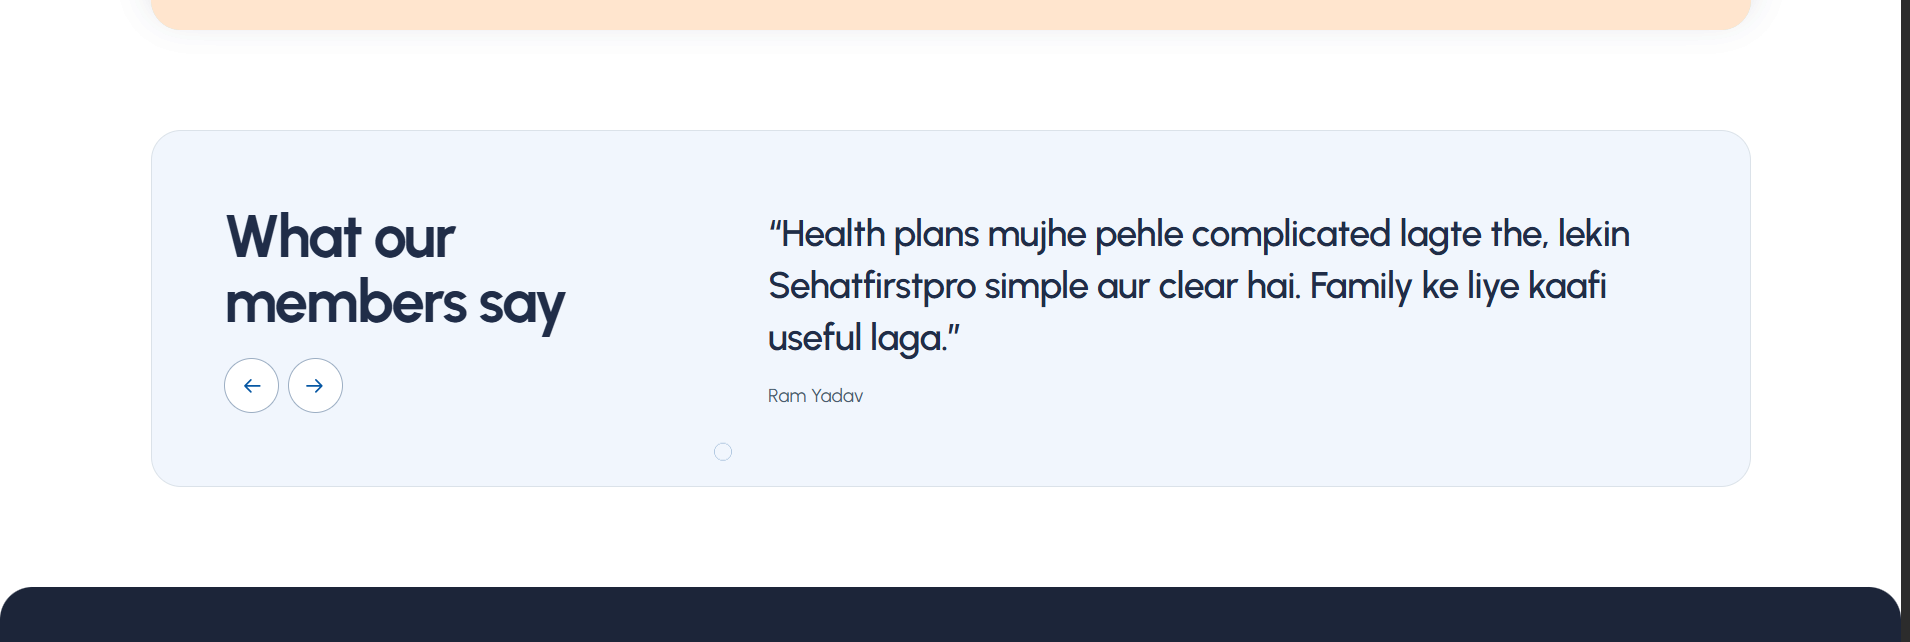 What our
members say
“Health plans mujhe pehle complicated lagte the, lekin
Sehatfirstpro simple aur clear hai. Family ke liye kaafi
useful laga.”
Ram Yadav